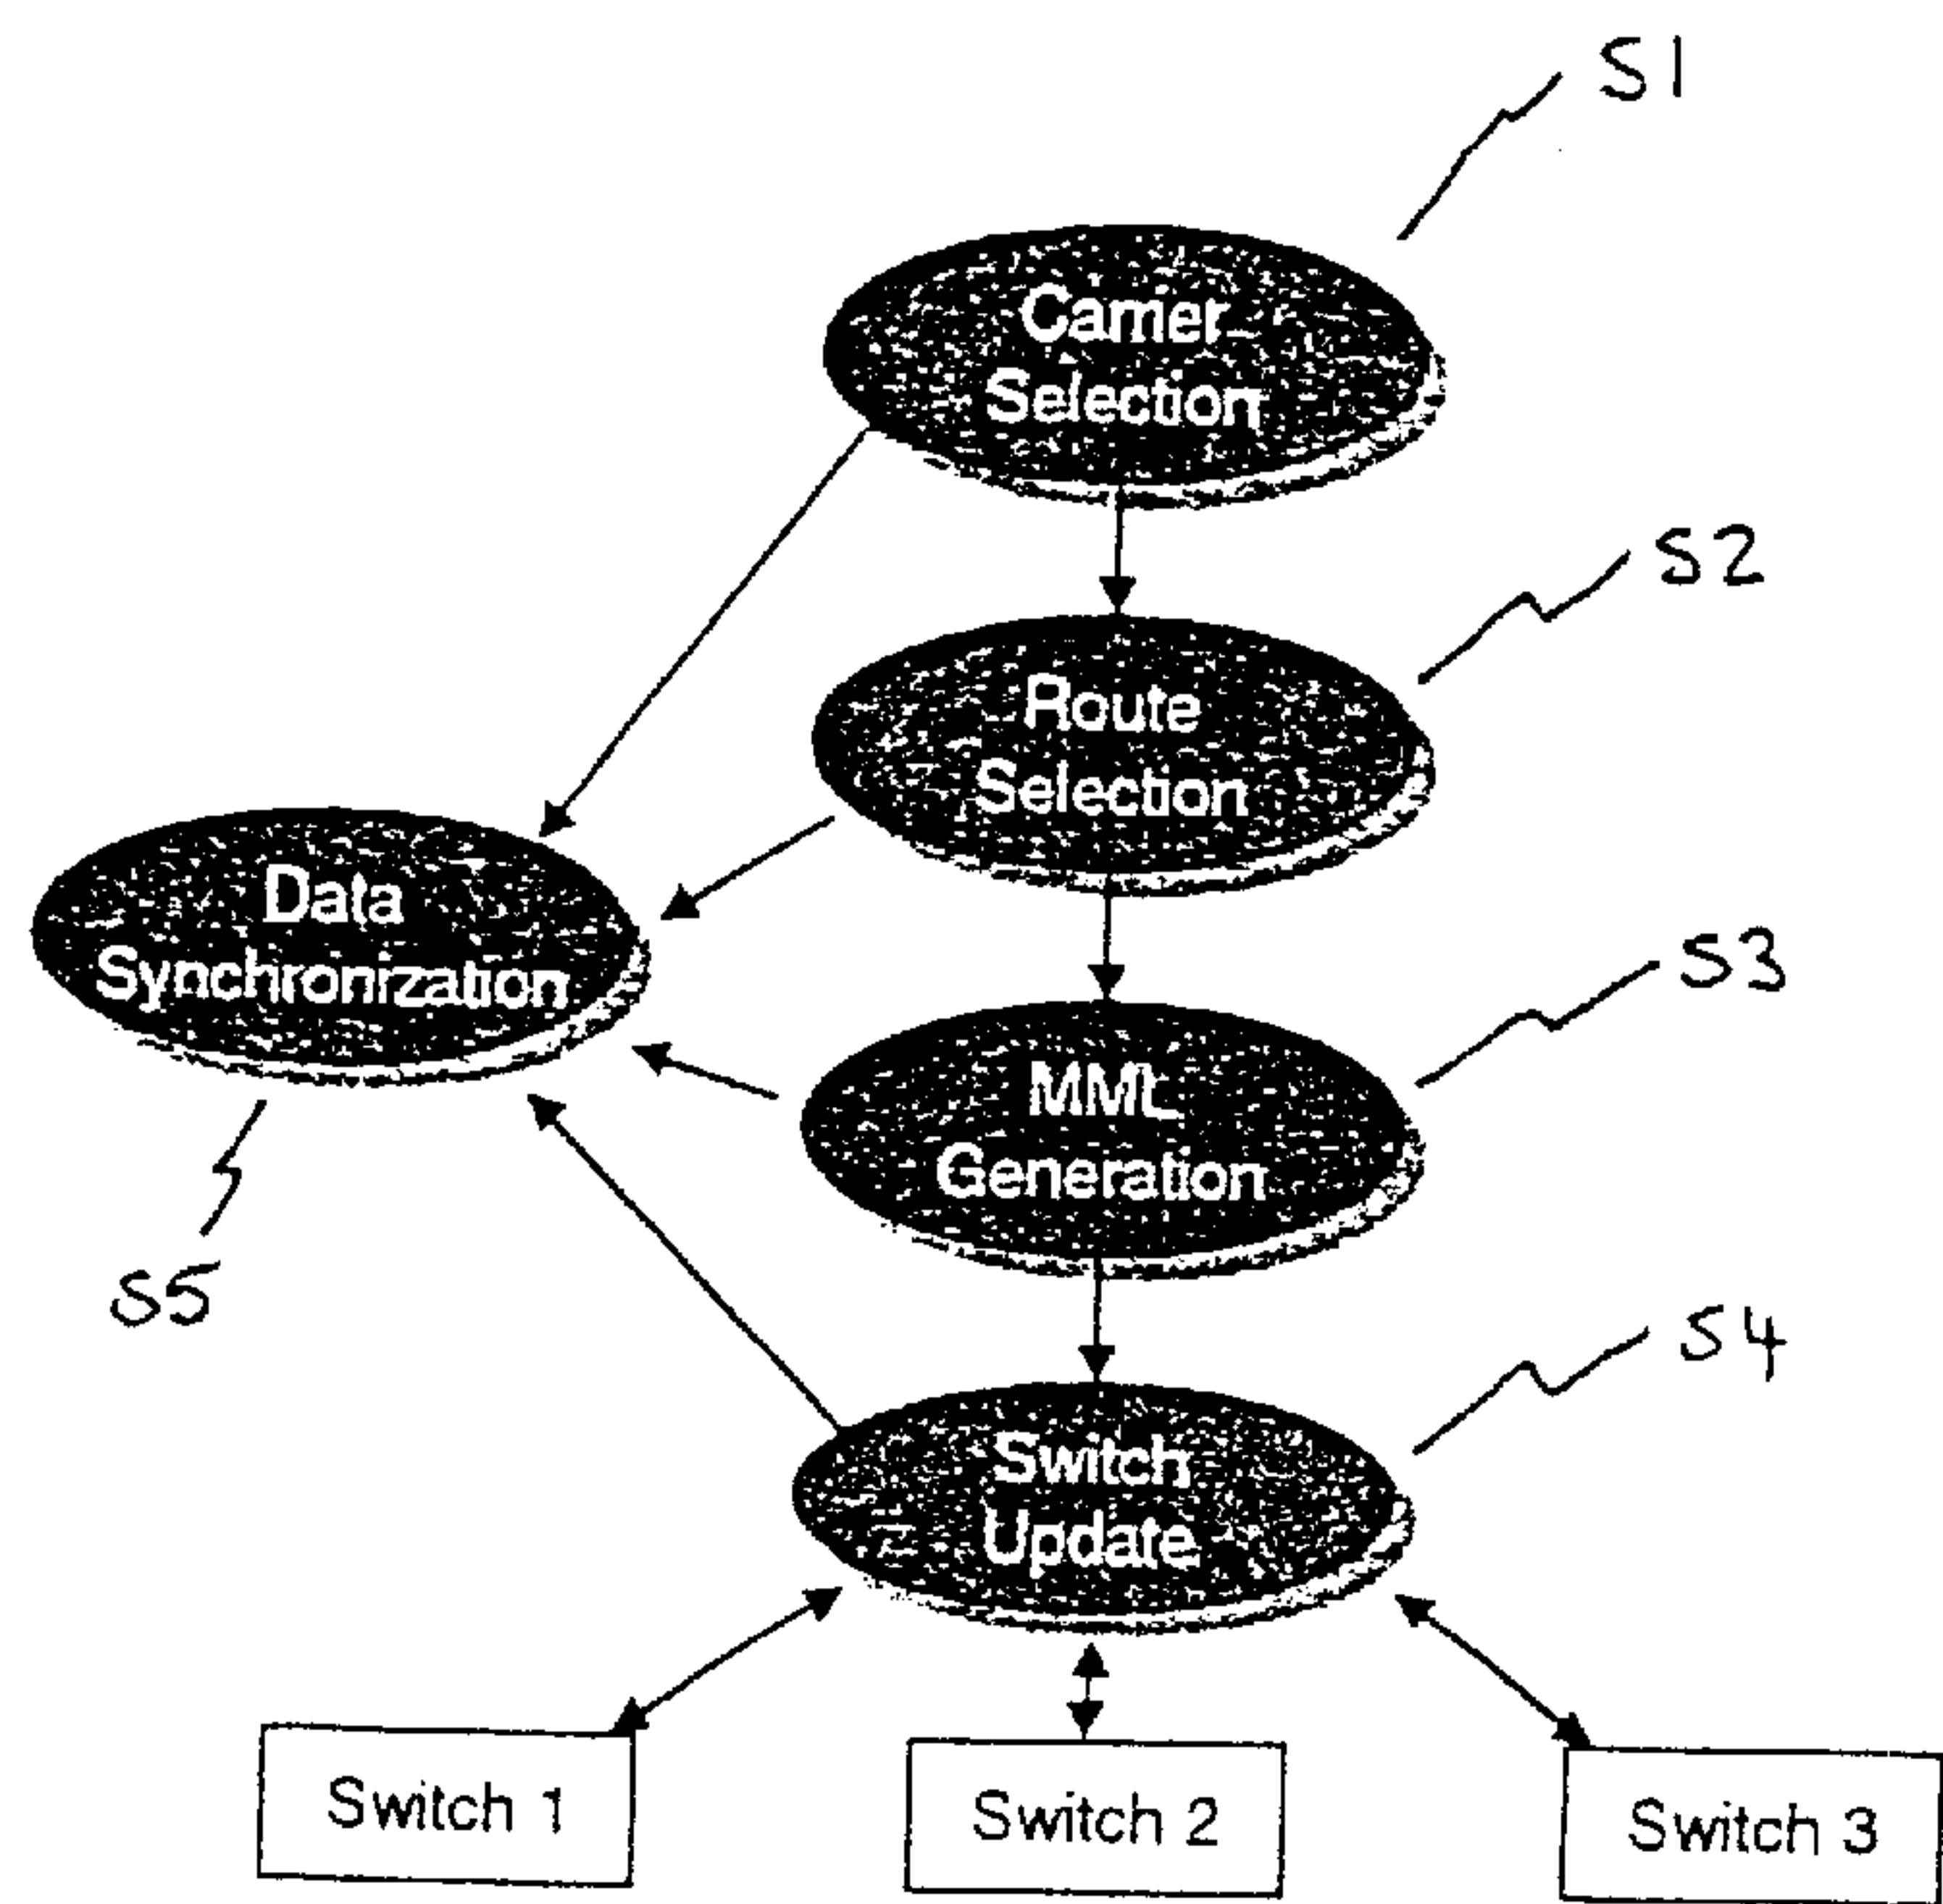 S1
Carrier
Selection
S2
Route
Selection
Data
Synchronization
S3
MML
Generation
S5
S4
Switch
Update
Switch 1
Switch 2
Switch 3